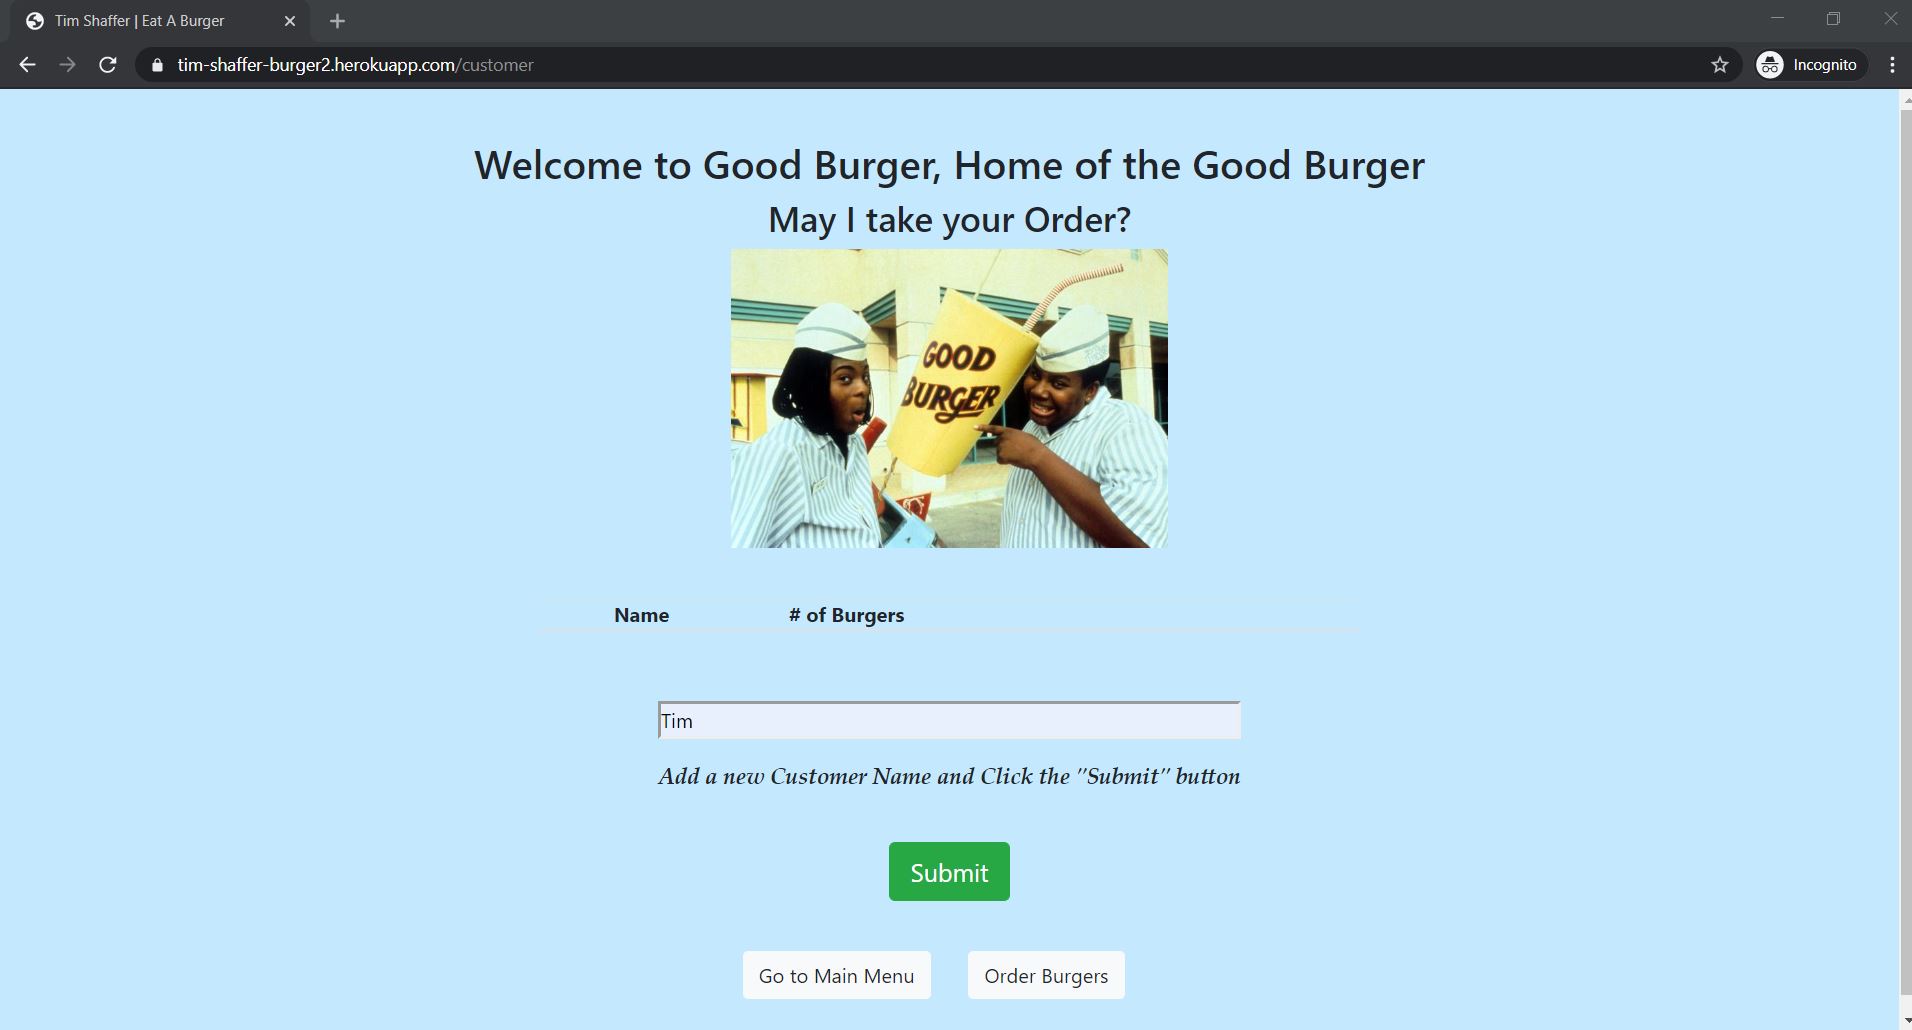 Tim Shaffer | Eat A Burger
tim-shaffer-burger2.herokuapp.com/customer
Incognito
Welcome to Good Burger, Home of the Good Burger
May I take your Order?
GOOD
BURGER
Name # of Burgers
Tim
Add a new Customer Name and Click the "Submit" button
Submit
Go to Main Menu Order Burgers